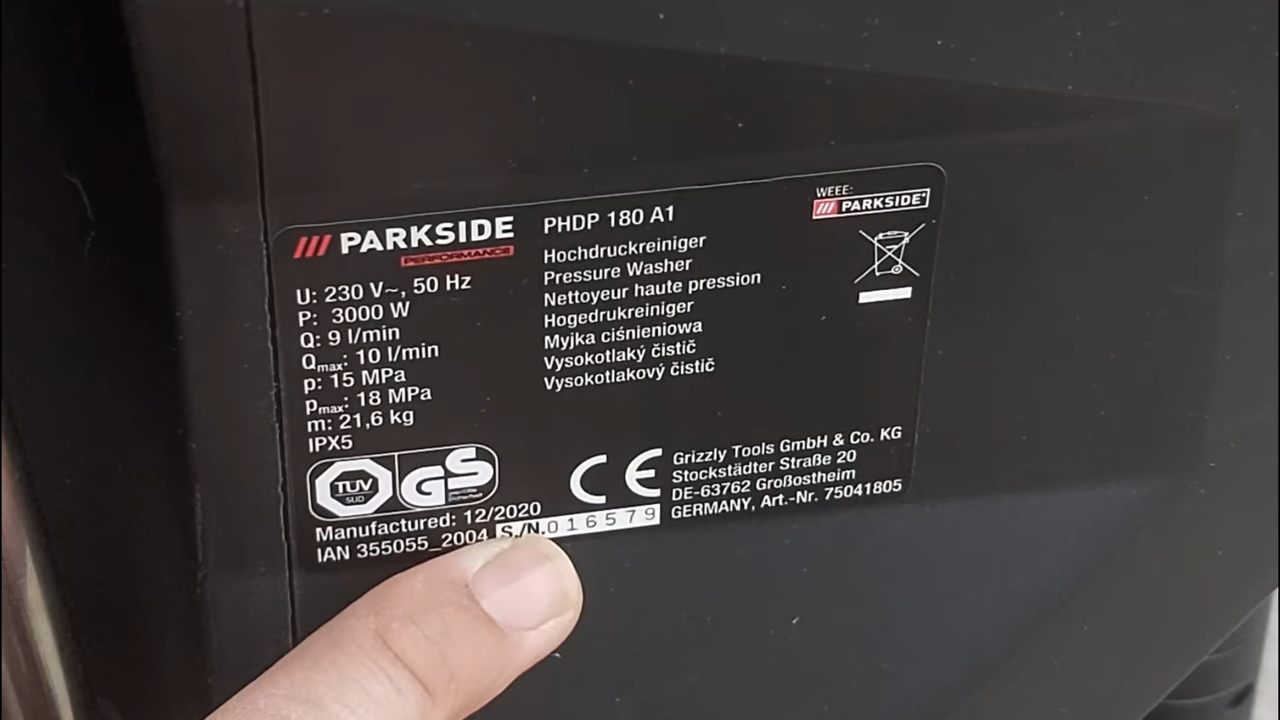 PARKSIDE
PERFORMANCE
U: 230 V~, 50 Hz
P: 3000 W
Q: 9 l/min
Qmax: 10 l/min
p: 15 MPa
pmax: 18 MPa
m: 21,6 kg
IPX5
TÜV
SÜD
GS
Manufactured: 12/2020
IAN 355055_2004 S./N. 016579
PHDP 180 A1
Hochdruckreiniger
Pressure Washer
Nettoyeur haute pression
Hogedrukreiniger
Myjka ciśnieniowa
Vysokotlaký čistič
Vysokotlakový čistič
WEEE:
PARKSIDE®
CE
Grizzly Tools GmbH & Co. KG
Stockstädter Straße 20
DE-63762 Großostheim
GERMANY, Art.-Nr. 75041805